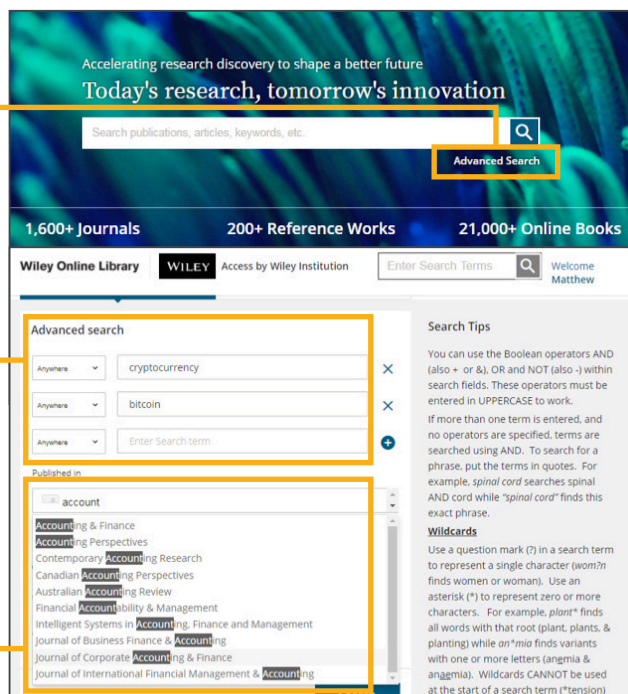 Accelerating research discovery to shape a better future
Today's research, tomorrow's innovation
Search publications, articles, keywords, etc.
Advanced Search
1,600+ Journals
200+ Reference Works
21,000+ Online Books
Wiley Online Library
WILEY
Access by Wiley Institution
Enter Search Terms
Welcome
Matthew
Advanced search
Anywhere
cryptocurrency
Anywhere
bitcoin
Anywhere
Enter Search term
Published in
account
Accounting & Finance
Accounting Perspectives
Contemporary Accounting Research
Canadian Accounting Perspectives
Australian Accounting Review
Financial Accountability & Management
Intelligent Systems in Accounting, Finance and Management
Journal of Business Finance & Accounting
Journal of Corporate Accounting & Finance
Journal of International Financial Management & Accounting
Search Tips
You can use the Boolean operators AND
(also + or &), OR and NOT (also -) within
search fields. These operators must be
entered in UPPERCASE to work.
If more than one term is entered, and
no operators are specified, terms are
searched using AND. To search for a
phrase, put the terms in quotes. For
example, spinal cord searches spinal
AND cord while "spinal cord" finds this
exact phrase.
Wildcards
Use a question mark (?) in a search term
to represent a single character (wom?n
finds women or woman). Use an
asterisk (*) to represent zero or more
characters. For example, plant* finds
all words with that root (plant, plants, &
planting) while an*mia finds variants
with one or more letters (anemia &
anaemia). Wildcards CANNOT be used
at the start of a search term (*tension)